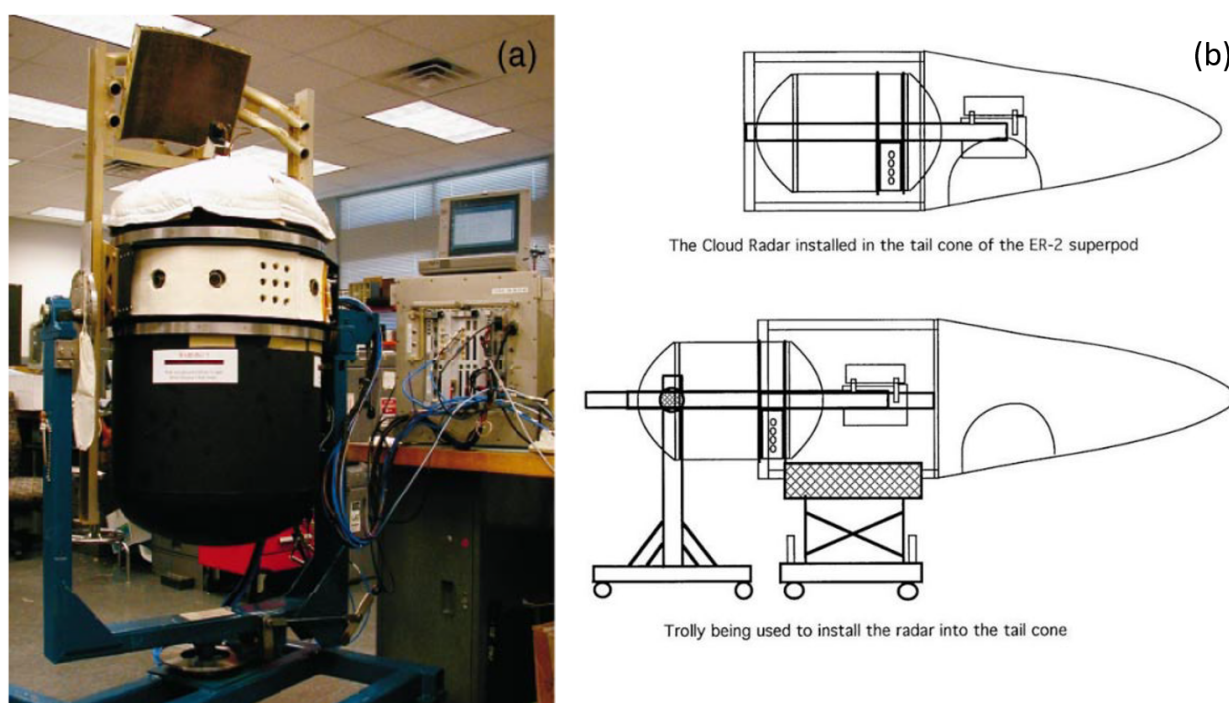 (a)
(b)
The Cloud Radar installed in the tail cone of the ER-2 superpod
Trolly being used to install the radar into the tail cone